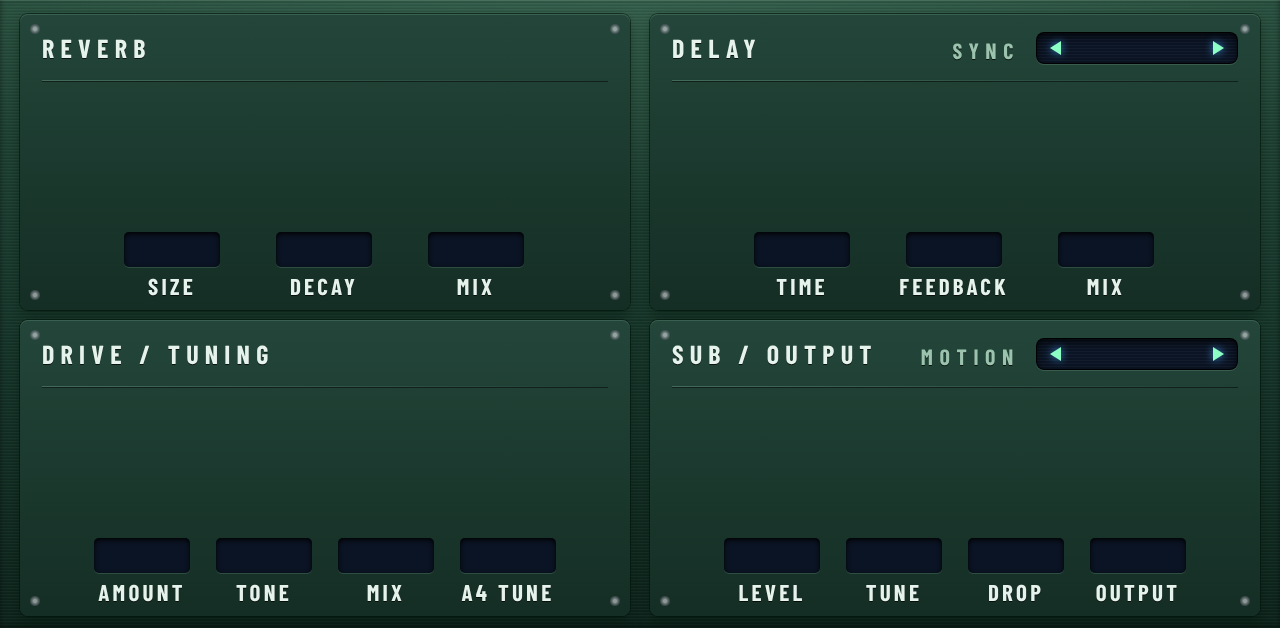 REVERB
SIZE DECAY MIX
DELAY SYNC
TIME FEEDBACK MIX
DRIVE / TUNING
AMOUNT TONE MIX A4 TUNE
SUB / OUTPUT MOTION
LEVEL TUNE DROP OUTPUT